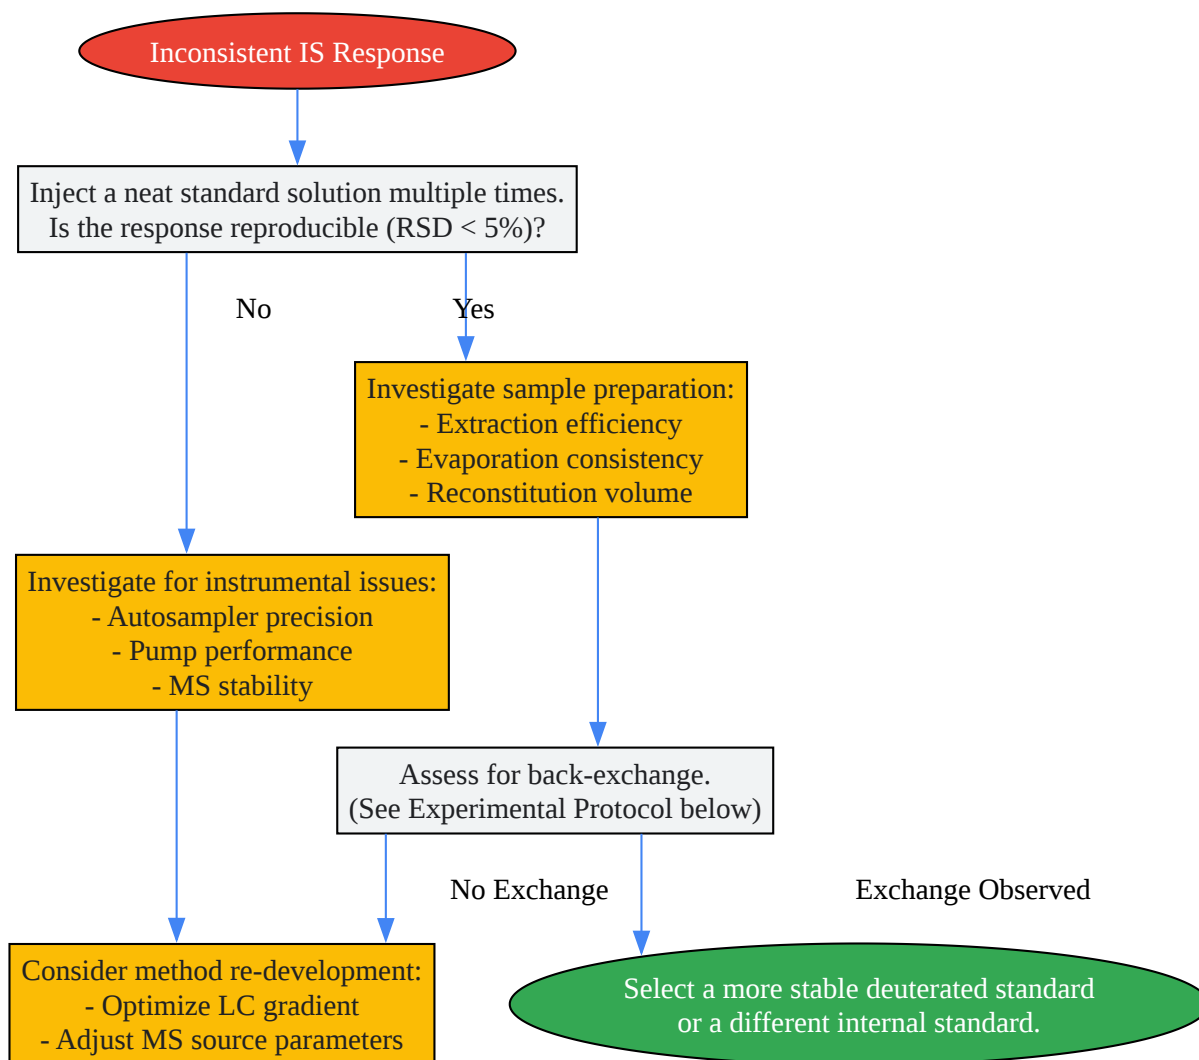 Inconsistent IS Response
Inject a neat standard solution multiple times.
Is the response reproducible (RSD < 5%)?
No
Yes
Investigate sample preparation:
- Extraction efficiency
- Evaporation consistency
- Reconstitution volume
Investigate for instrumental issues:
- Autosampler precision
- Pump performance
- MS stability
Assess for back-exchange.
(See Experimental Protocol below)
No Exchange
Exchange Observed
Consider method re-development:
- Optimize LC gradient
- Adjust MS source parameters
Select a more stable deuterated standard
or a different internal standard.